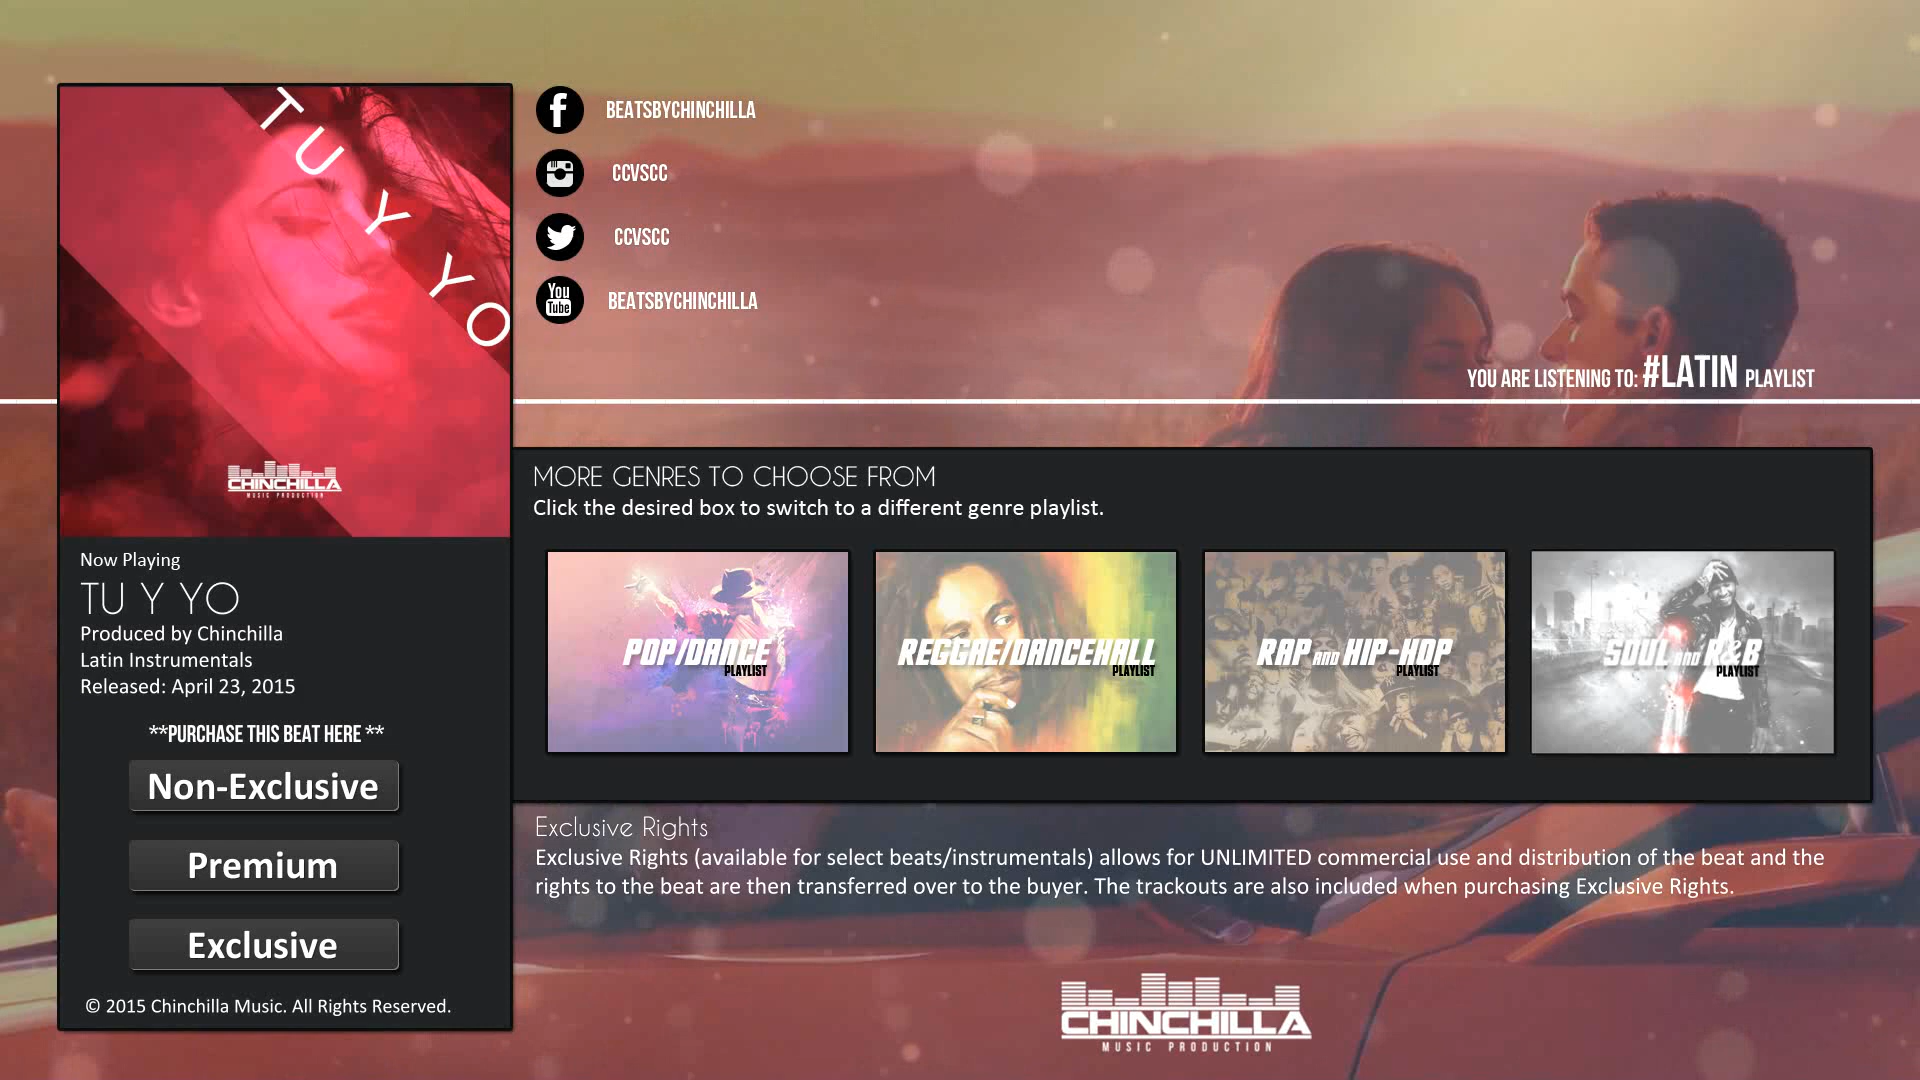 TU Y YO
CHINCHILLA
MUSIC PRODUCTION
Now Playing
TU Y YO
Produced by Chinchilla
Latin Instrumentals
Released: April 23, 2015
**PURCHASE THIS BEAT HERE **
Non-Exclusive
Premium
Exclusive
© 2015 Chinchilla Music. All Rights Reserved.
f BEATSBYCHINCHILLA
CCVSCC
CCVSCC
You
Tube
BEATSBYCHINCHILLA
YOU ARE LISTENING TO: #LATIN PLAYLIST
MORE GENRES TO CHOOSE FROM
Click the desired box to switch to a different genre playlist.
POP/DANCE
PLAYLIST
REGGAE/DANCEHALL
PLAYLIST
RAP AND HIP-HOP
PLAYLIST
SOUL AND R&B
PLAYLIST
Exclusive Rights
Exclusive Rights (available for select beats/instrumentals) allows for UNLIMITED commercial use and distribution of the beat and the
rights to the beat are then transferred over to the buyer. The trackouts are also included when purchasing Exclusive Rights.
CHINCHILLA
MUSIC PRODUCTION